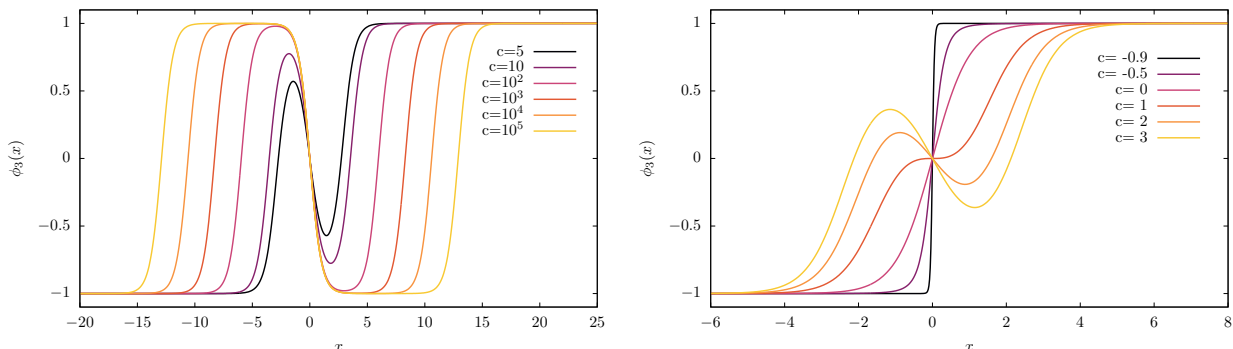 1
0.5
0
−0.5
−1
ϕ₃(x)
c=5
c=10
c=10²
c=10³
c=10⁴
c=10⁵
−20 −15 −10 −5 0 5 10 15 20 25
x
1
0.5
0
−0.5
−1
ϕ₃(x)
c= -0.9
c= -0.5
c= 0
c= 1
c= 2
c= 3
−6 −4 −2 0 2 4 6 8
x